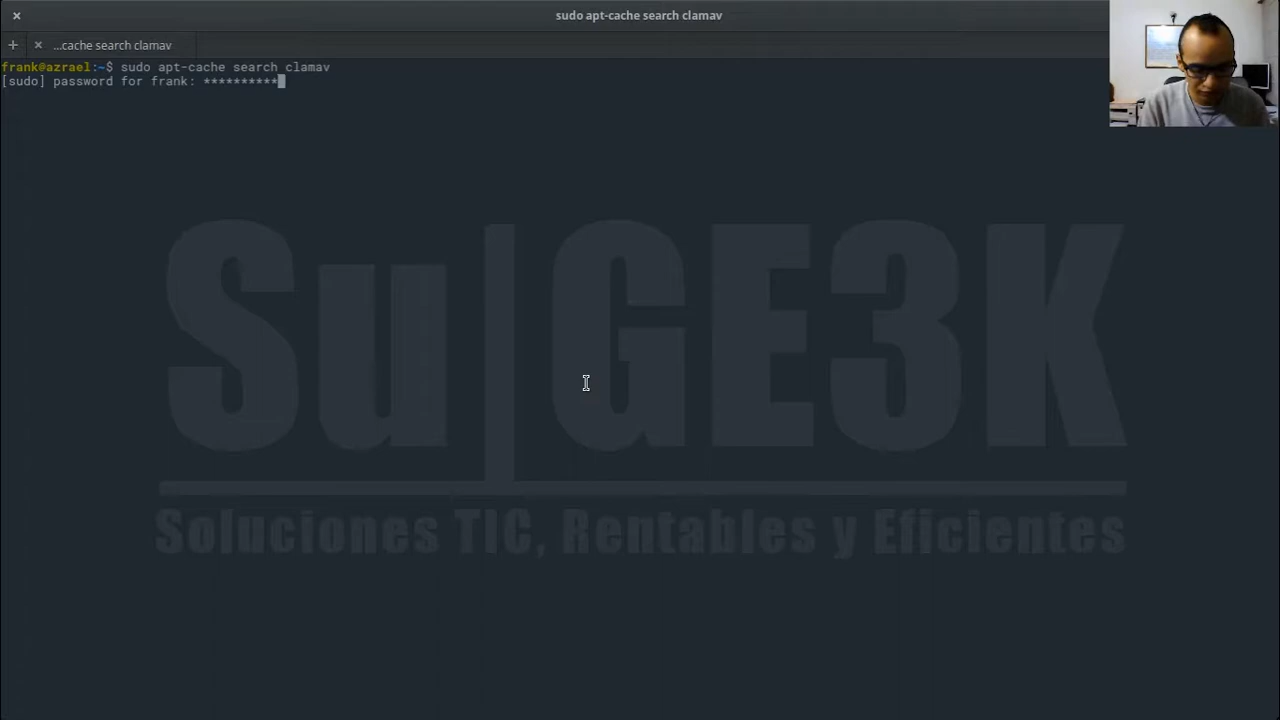 sudo apt-cache search clamav
...cache search clamav
frank@azrael:~$ sudo apt-cache search clamav
[sudo] password for frank: **********
Su|GE3K
Soluciones TIC, Rentables y Eficientes